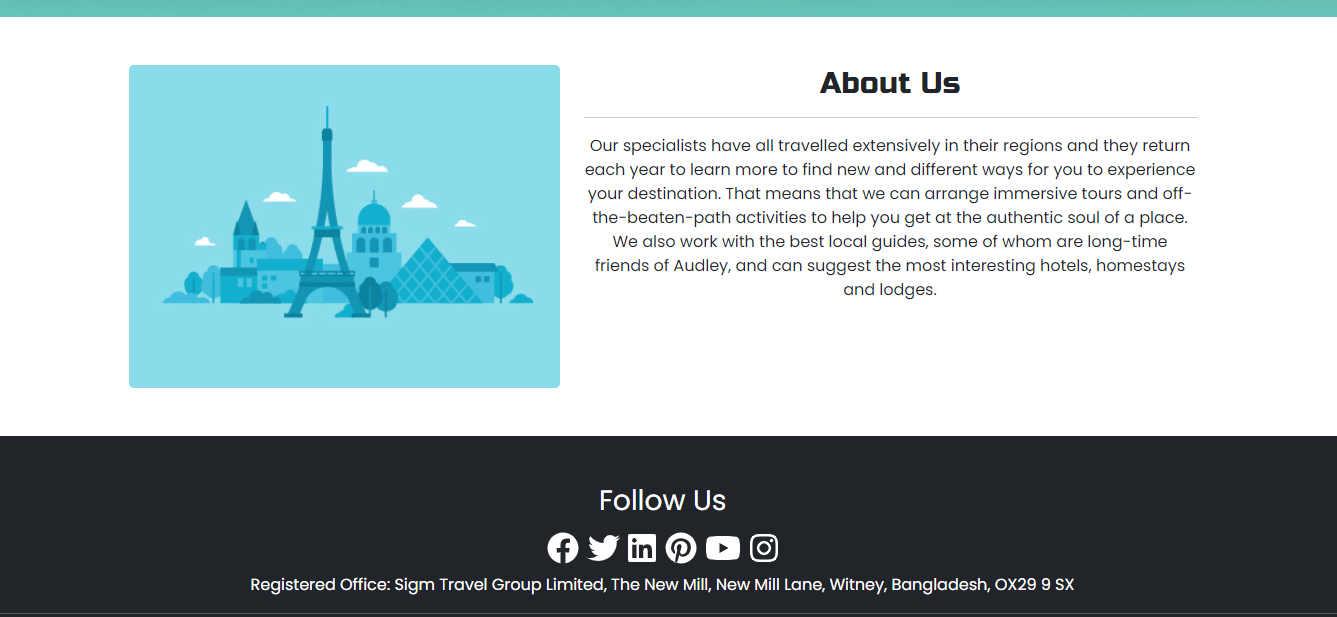 About Us
Our specialists have all travelled extensively in their regions and they return
each year to learn more to find new and different ways for you to experience
your destination. That means that we can arrange immersive tours and off-
the-beaten-path activities to help you get at the authentic soul of a place.
We also work with the best local guides, some of whom are long-time
friends of Audley, and can suggest the most interesting hotels, homestays
and lodges.
Follow Us
Registered Office: Sigm Travel Group Limited, The New Mill, New Mill Lane, Witney, Bangladesh, OX29 9 SX